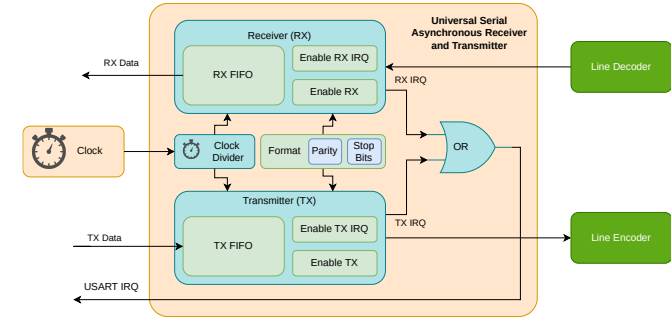 Universal Serial
Asynchronous Receiver
and Transmitter
Receiver (RX)
RX Data
RX FIFO
Enable RX IRQ
Enable RX
RX IRQ
Line Decoder
Clock
Clock
Divider
Format
Parity
Stop
Bits
OR
Transmitter (TX)
TX IRQ
TX Data
TX FIFO
Enable TX IRQ
Enable TX
Line Encoder
USART IRQ